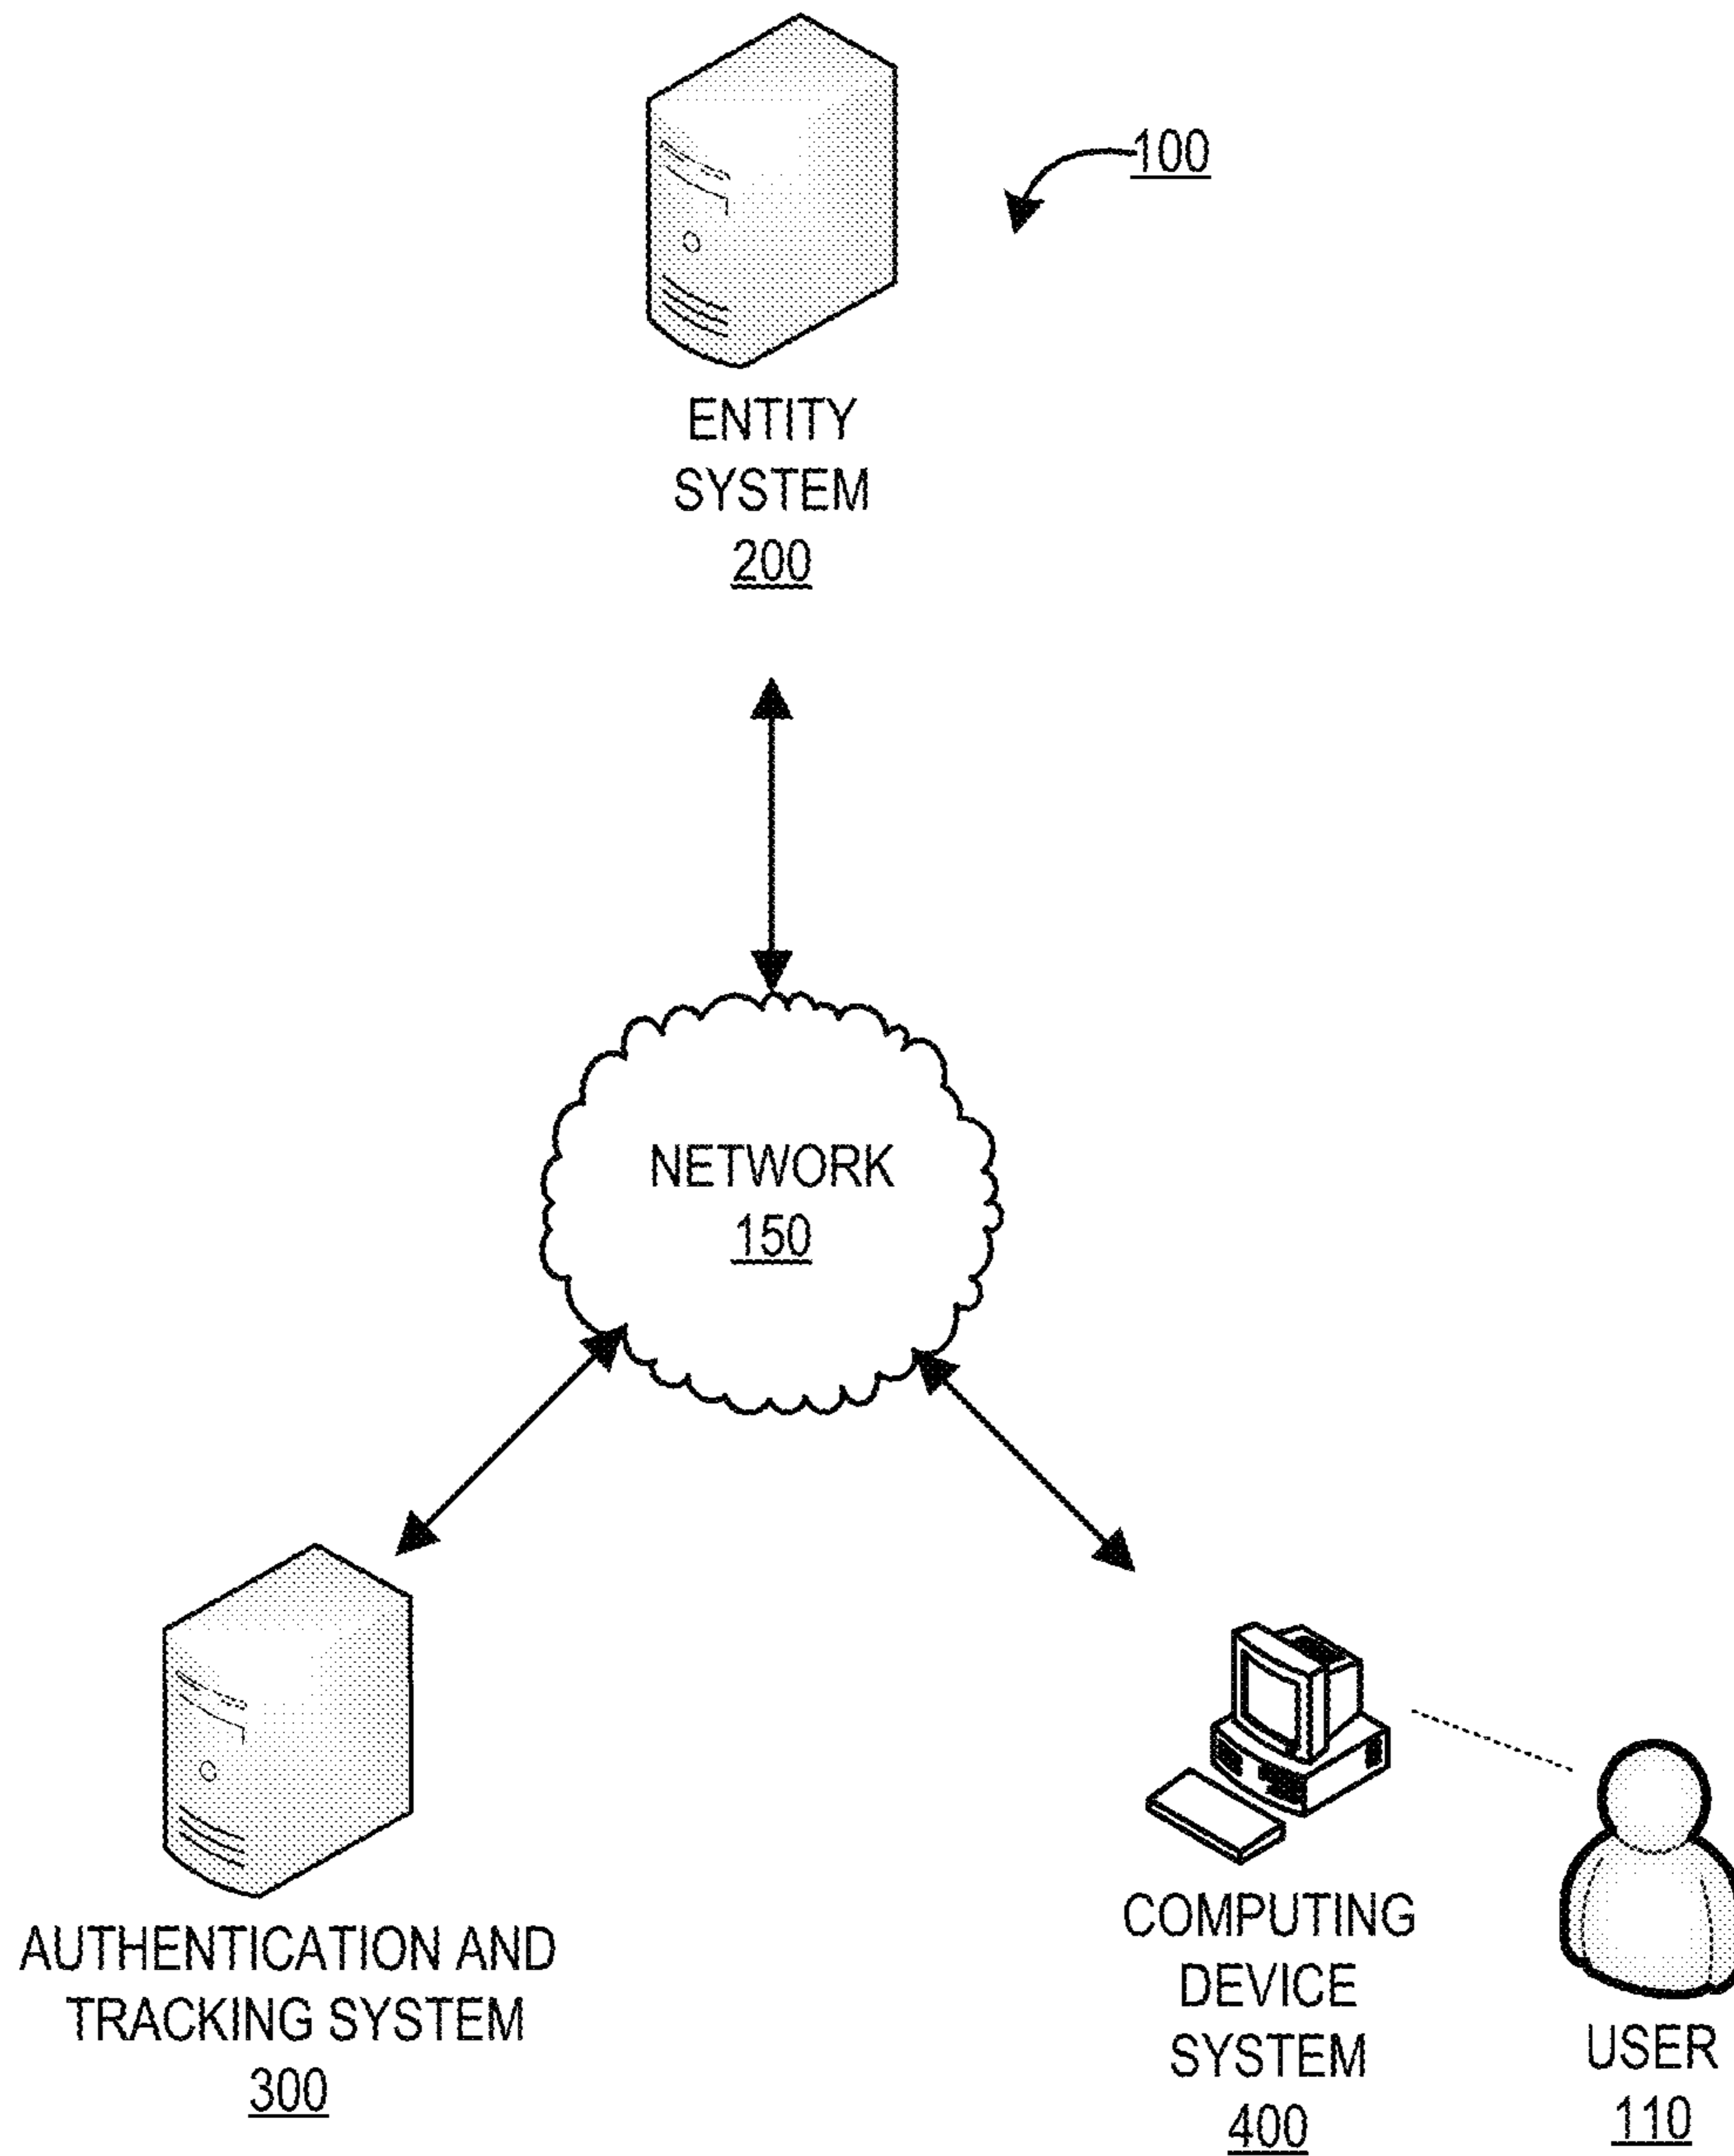 100
ENTITY
SYSTEM
200
NETWORK
150
AUTHENTICATION AND
TRACKING SYSTEM
300
COMPUTING
DEVICE
SYSTEM
400
USER
110